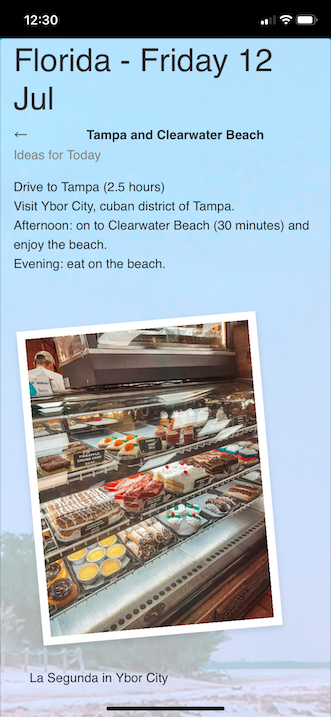 12:30
Florida - Friday 12
Jul
← Tampa and Clearwater Beach
Ideas for Today
Drive to Tampa (2.5 hours)
Visit Ybor City, cuban district of Tampa.
Afternoon: on to Clearwater Beach (30 minutes) and
enjoy the beach.
Evening: eat on the beach.
La Segunda in Ybor City